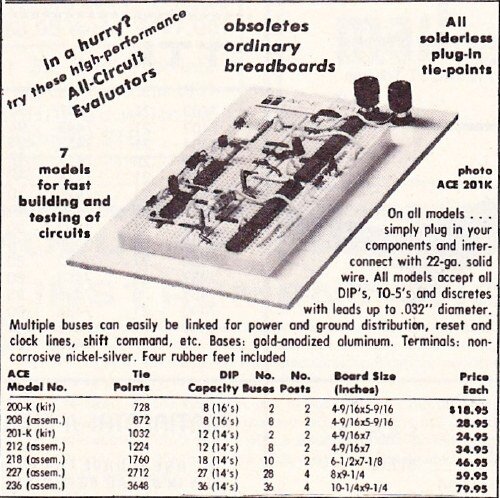 In a hurry?
try these high-performance
All-Circuit
Evaluators
obsoletes
ordinary
breadboards
All
solderless
plug-in
tie-points
7
models
for fast
building and
testing of
circuits
photo
ACE 201K
On all models . . .
simply plug in your
components and inter-
connect with 22-ga. solid
wire. All models accept all
DIP's, TO-5's and discretes
with leads up to .032" diameter.
Multiple buses can easily be linked for power and ground distribution, reset and
clock lines, shift command, etc. Bases: gold-anodized aluminum. Terminals: non-
corrosive nickel-silver. Four rubber feet included
ACE Tie DIP No. No. Board Size Price
Model No. Points Capacity Buses Posts (inches) Each
200-K (kit) 728 8 (16's) 2 2 4-9/16x5-9/16 $18.95
208 (assem.) 872 8 (16's) 8 2 4-9/16x5-9/16 28.95
201-K (kit) 1032 12 (14's) 2 2 4-9/16x7 24.95
212 (assem.) 1224 12 (14's) 8 2 4-9/16x7 34.95
218 (assem.) 1760 18 (14's) 10 2 6-1/2x7-1/8 46.95
227 (assem.) 2712 27 (14's) 28 4 8x9-1/4 59.95
236 (assem.) 3648 36 (14's) 36 4 10-1/4x9-1/4 79.95